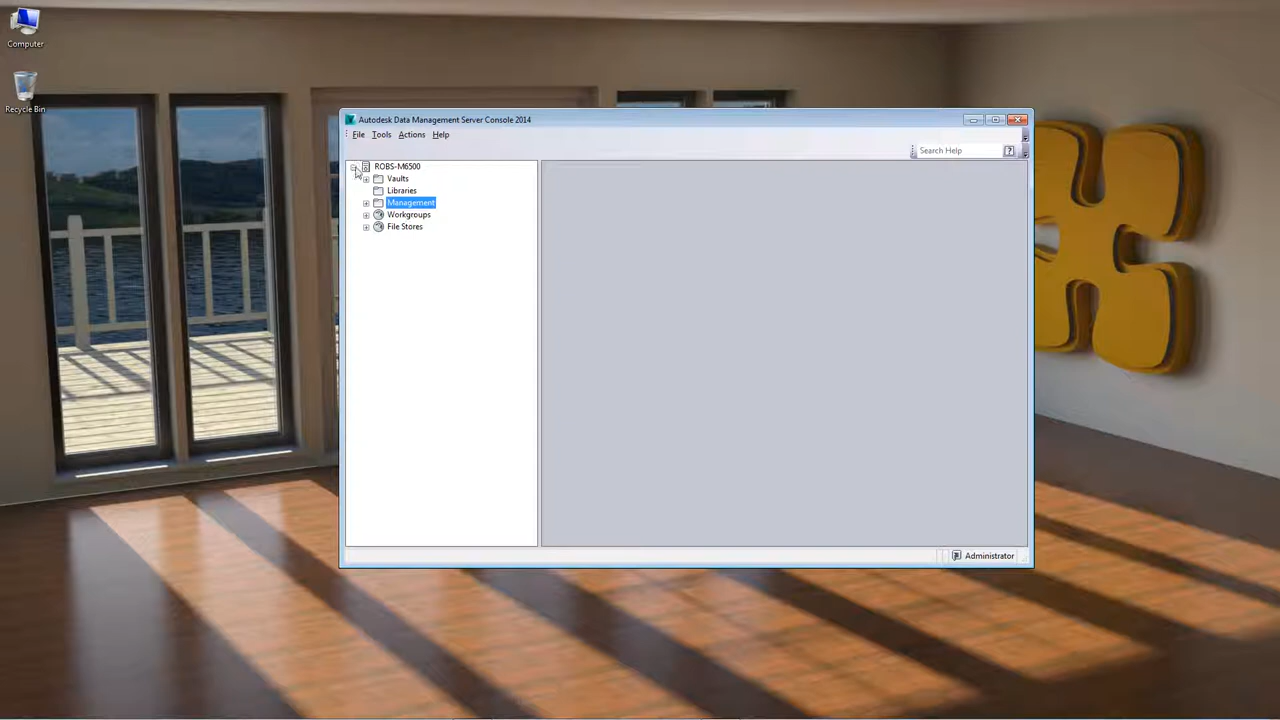 Computer
Recycle Bin
Autodesk Data Management Server Console 2014
File Tools Actions Help
Search Help
ROBS-M6500
Vaults
Libraries
Management
Workgroups
File Stores
Administrator